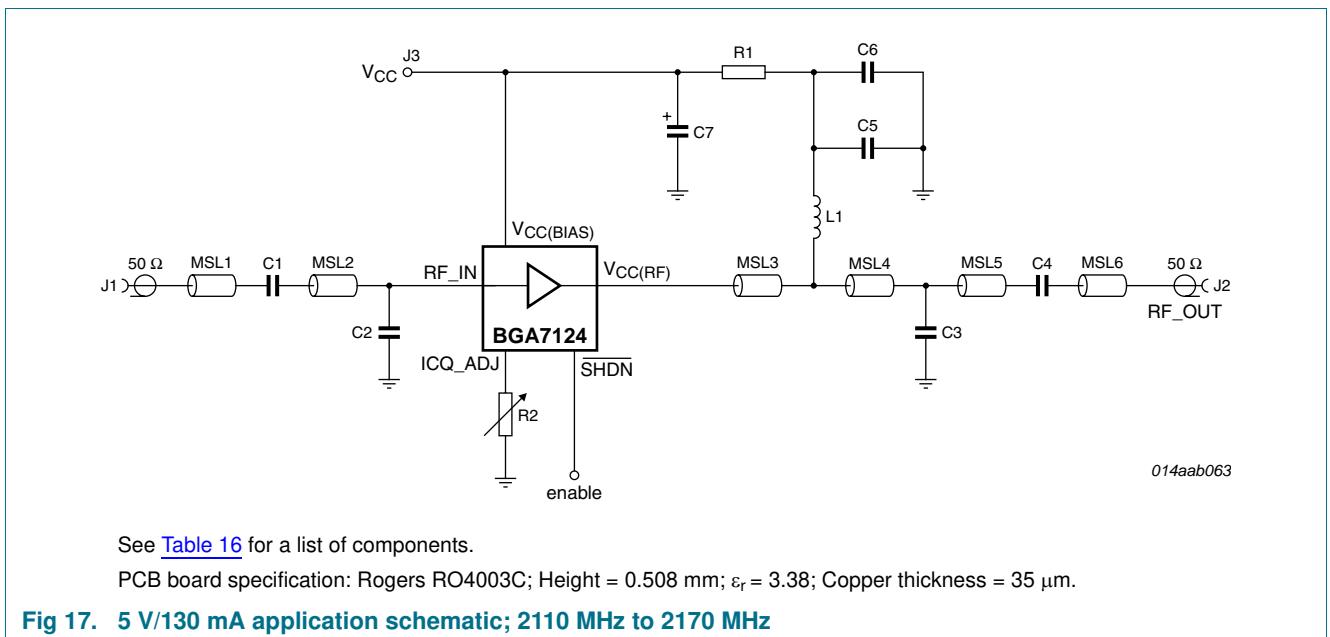 J3
VCC
R1
C6
+
C7
C5
L1
VCC(BIAS)
50 Ω
MSL1
C1
MSL2
RF_IN
VCC(RF)
MSL3
MSL4
MSL5
C4
MSL6
50 Ω
J1
J2
RF_OUT
C2
BGA7124
C3
ICQ_ADJ
SHDN
R2
enable
014aab063
See Table 16 for a list of components.
PCB board specification: Rogers RO4003C; Height = 0.508 mm; εr = 3.38; Copper thickness = 35 μm.
Fig 17. 5 V/130 mA application schematic; 2110 MHz to 2170 MHz